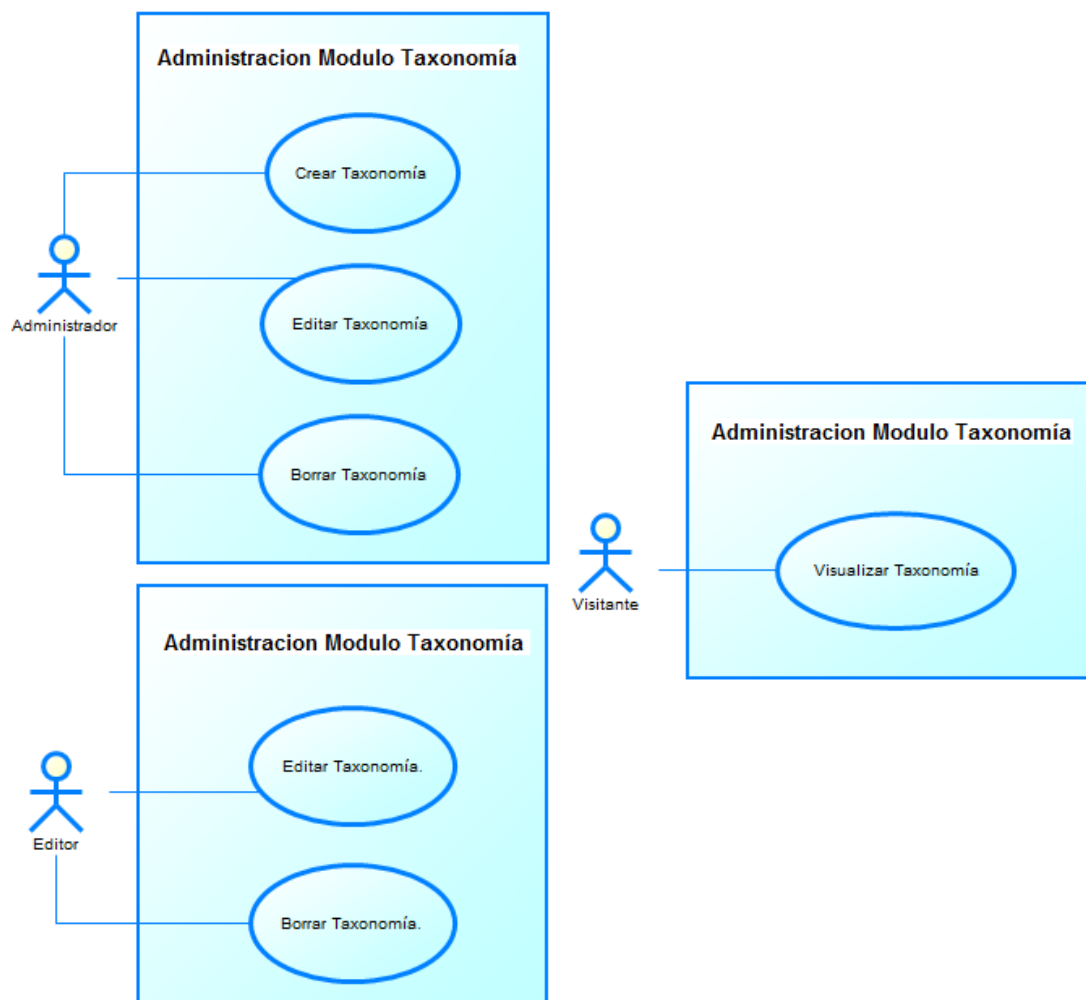 Administracion Modulo Taxonomía
Crear Taxonomía
Administrador
Editar Taxonomía
Borrar Taxonomía
Administracion Modulo Taxonomía
Visitante
Visualizar Taxonomía
Administracion Modulo Taxonomía
Editar Taxonomía.
Editor
Borrar Taxonomía.